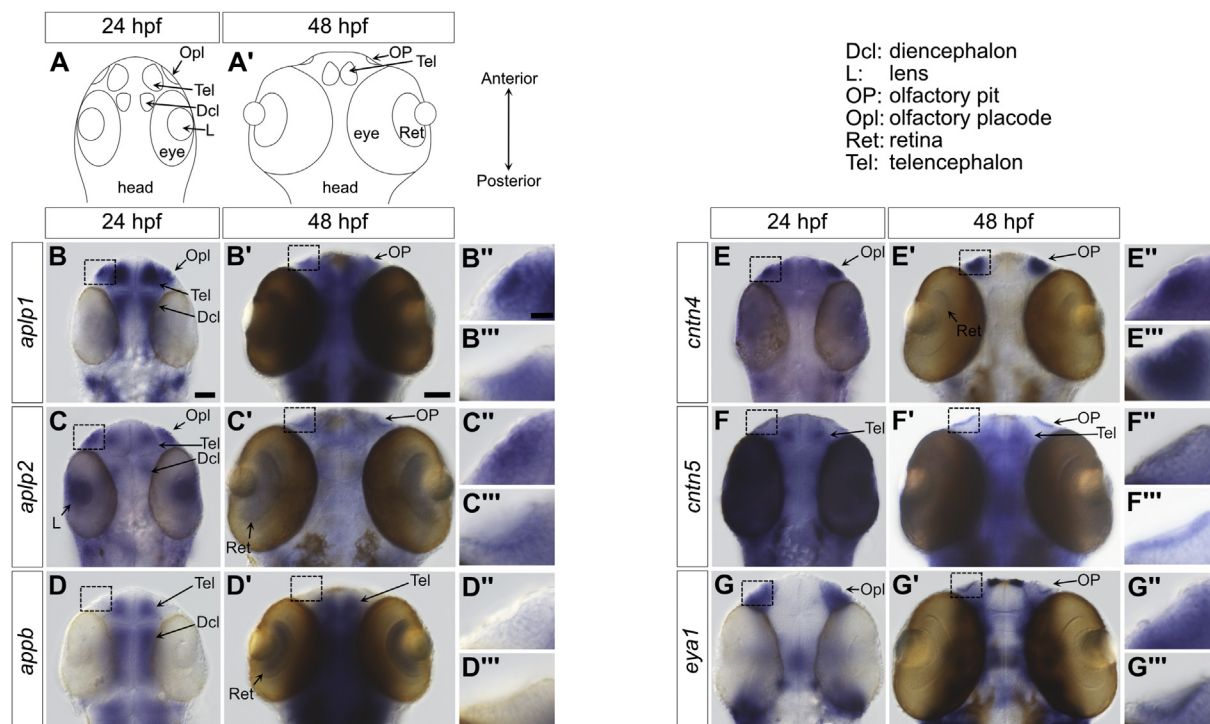 24 hpf
48 hpf
A
Opl
Tel
Dcl
L
eye
head
A'
OP
Tel
eye
Ret
head
Anterior
Posterior
Dcl: diencephalon
L: lens
OP: olfactory pit
Opl: olfactory placode
Ret: retina
Tel: telencephalon
24 hpf
48 hpf
aplp1
B
Opl
Tel
Dcl
B'
OP
B''
B'''
aplp2
C
Opl
Tel
Dcl
L
C'
OP
Ret
C''
C'''
appb
D
Tel
Dcl
D'
Tel
Ret
D''
D'''
24 hpf
48 hpf
cntn4
E
Opl
E'
OP
Ret
E''
E'''
cntn5
F
Tel
F'
OP
Tel
F''
F'''
eya1
G
Opl
G'
OP
G''
G'''